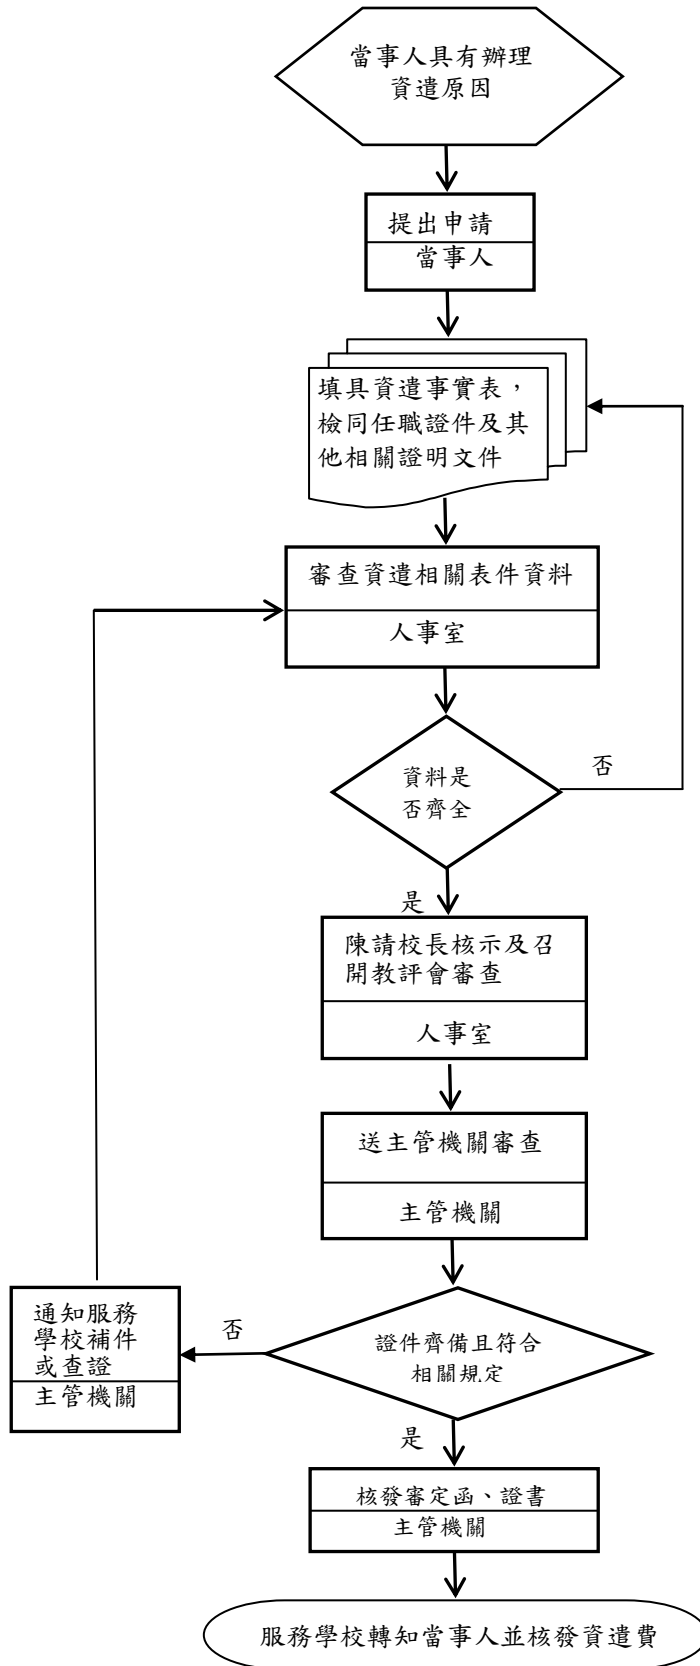 當事人具有辦理
資遣原因
提出申請
當事人
填具資遣事實表，
檢同任職證件及其
他相關證明文件
審查資遣相關表件資料
人事室
資料是
否齊全
否
是
陳請校長核示及召
開教評會審查
人事室
送主管機關審查
主管機關
證件齊備且符合
相關規定
否
通知服務
學校補件
或查證
主管機關
是
核發審定函、證書
主管機關
服務學校轉知當事人並核發資遣費